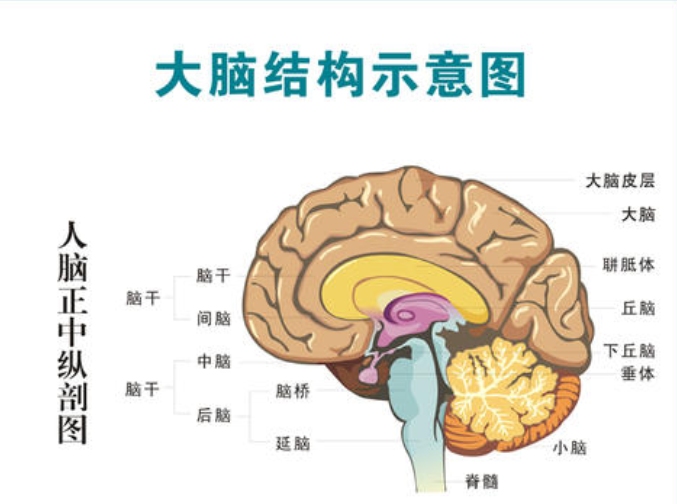 大脑结构示意图
人脑正中纵剖图
大脑皮层
大脑
胼胝体
丘脑
下丘脑
垂体
小脑
脊髓
脑干
脑干
间脑
脑干
中脑
后脑
脑桥
延脑